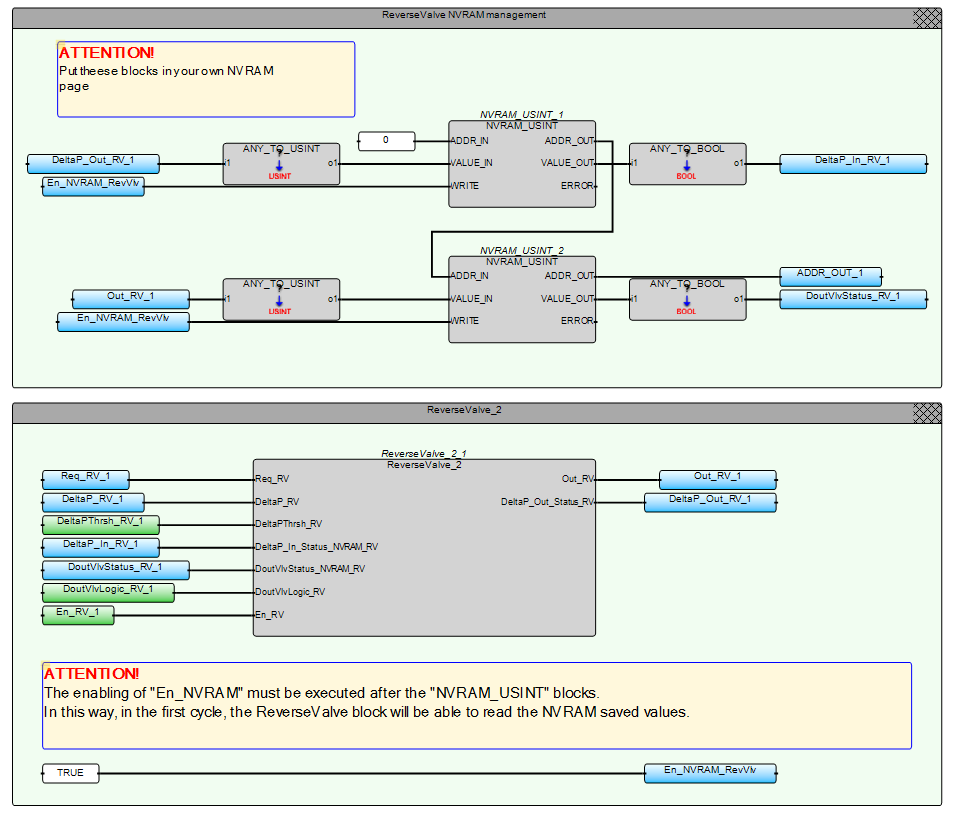 ReverseValve NVRAM management
ATTENTION!
Put theese blocks in your own NVRAM
page
NVRAM_USINT_1
NVRAM_USINT
0
ADDR_IN
ADDR_OUT
ANY_TO_USINT
ANY_TO_BOOL
DeltaP_Out_RV_1
i1
?
o1
VALUE_IN
VALUE_OUT
i1
?
o1
DeltaP_In_RV_1
USINT
BOOL
En_NVRAM_RevVlv
WRITE
ERROR
NVRAM_USINT_2
NVRAM_USINT
ADDR_IN
ADDR_OUT
ADDR_OUT_1
ANY_TO_USINT
ANY_TO_BOOL
Out_RV_1
i1
?
o1
VALUE_IN
VALUE_OUT
i1
?
o1
DoutVlvStatus_RV_1
USINT
BOOL
En_NVRAM_RevVlv
WRITE
ERROR
ReverseValve_2
ReverseValve_2_1
ReverseValve_2
Req_RV_1
Req_RV
Out_RV
Out_RV_1
DeltaP_RV_1
DeltaP_RV
DeltaP_Out_Status_RV
DeltaP_Out_RV_1
DeltaPThrsh_RV_1
DeltaPThrsh_RV
DeltaP_In_RV_1
DeltaP_In_Status_NVRAM_RV
DoutVlvStatus_RV_1
DoutVlvStatus_NVRAM_RV
DoutVlvLogic_RV_1
DoutVlvLogic_RV
En_RV_1
En_RV
ATTENTION!
The enabling of "En_NVRAM" must be executed after the "NVRAM_USINT" blocks.
In this way, in the first cycle, the ReverseValve block will be able to read the NVRAM saved values.
TRUE
En_NVRAM_RevVlv